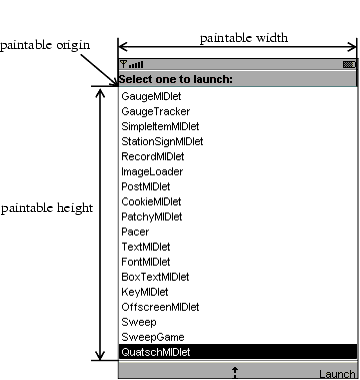 paintable width
paintable origin
Select one to launch:
GaugeMIDlet
GaugeTracker
SimpleItemMIDlet
StationSignMIDlet
RecordMIDlet
ImageLoader
PostMIDlet
CookieMIDlet
paintable height
PatchyMIDlet
Pacer
TextMIDlet
FontMIDlet
BoxTextMIDlet
KeyMIDlet
OffscreenMIDlet
Sweep
SweepGame
QuatschMIDlet
Launch